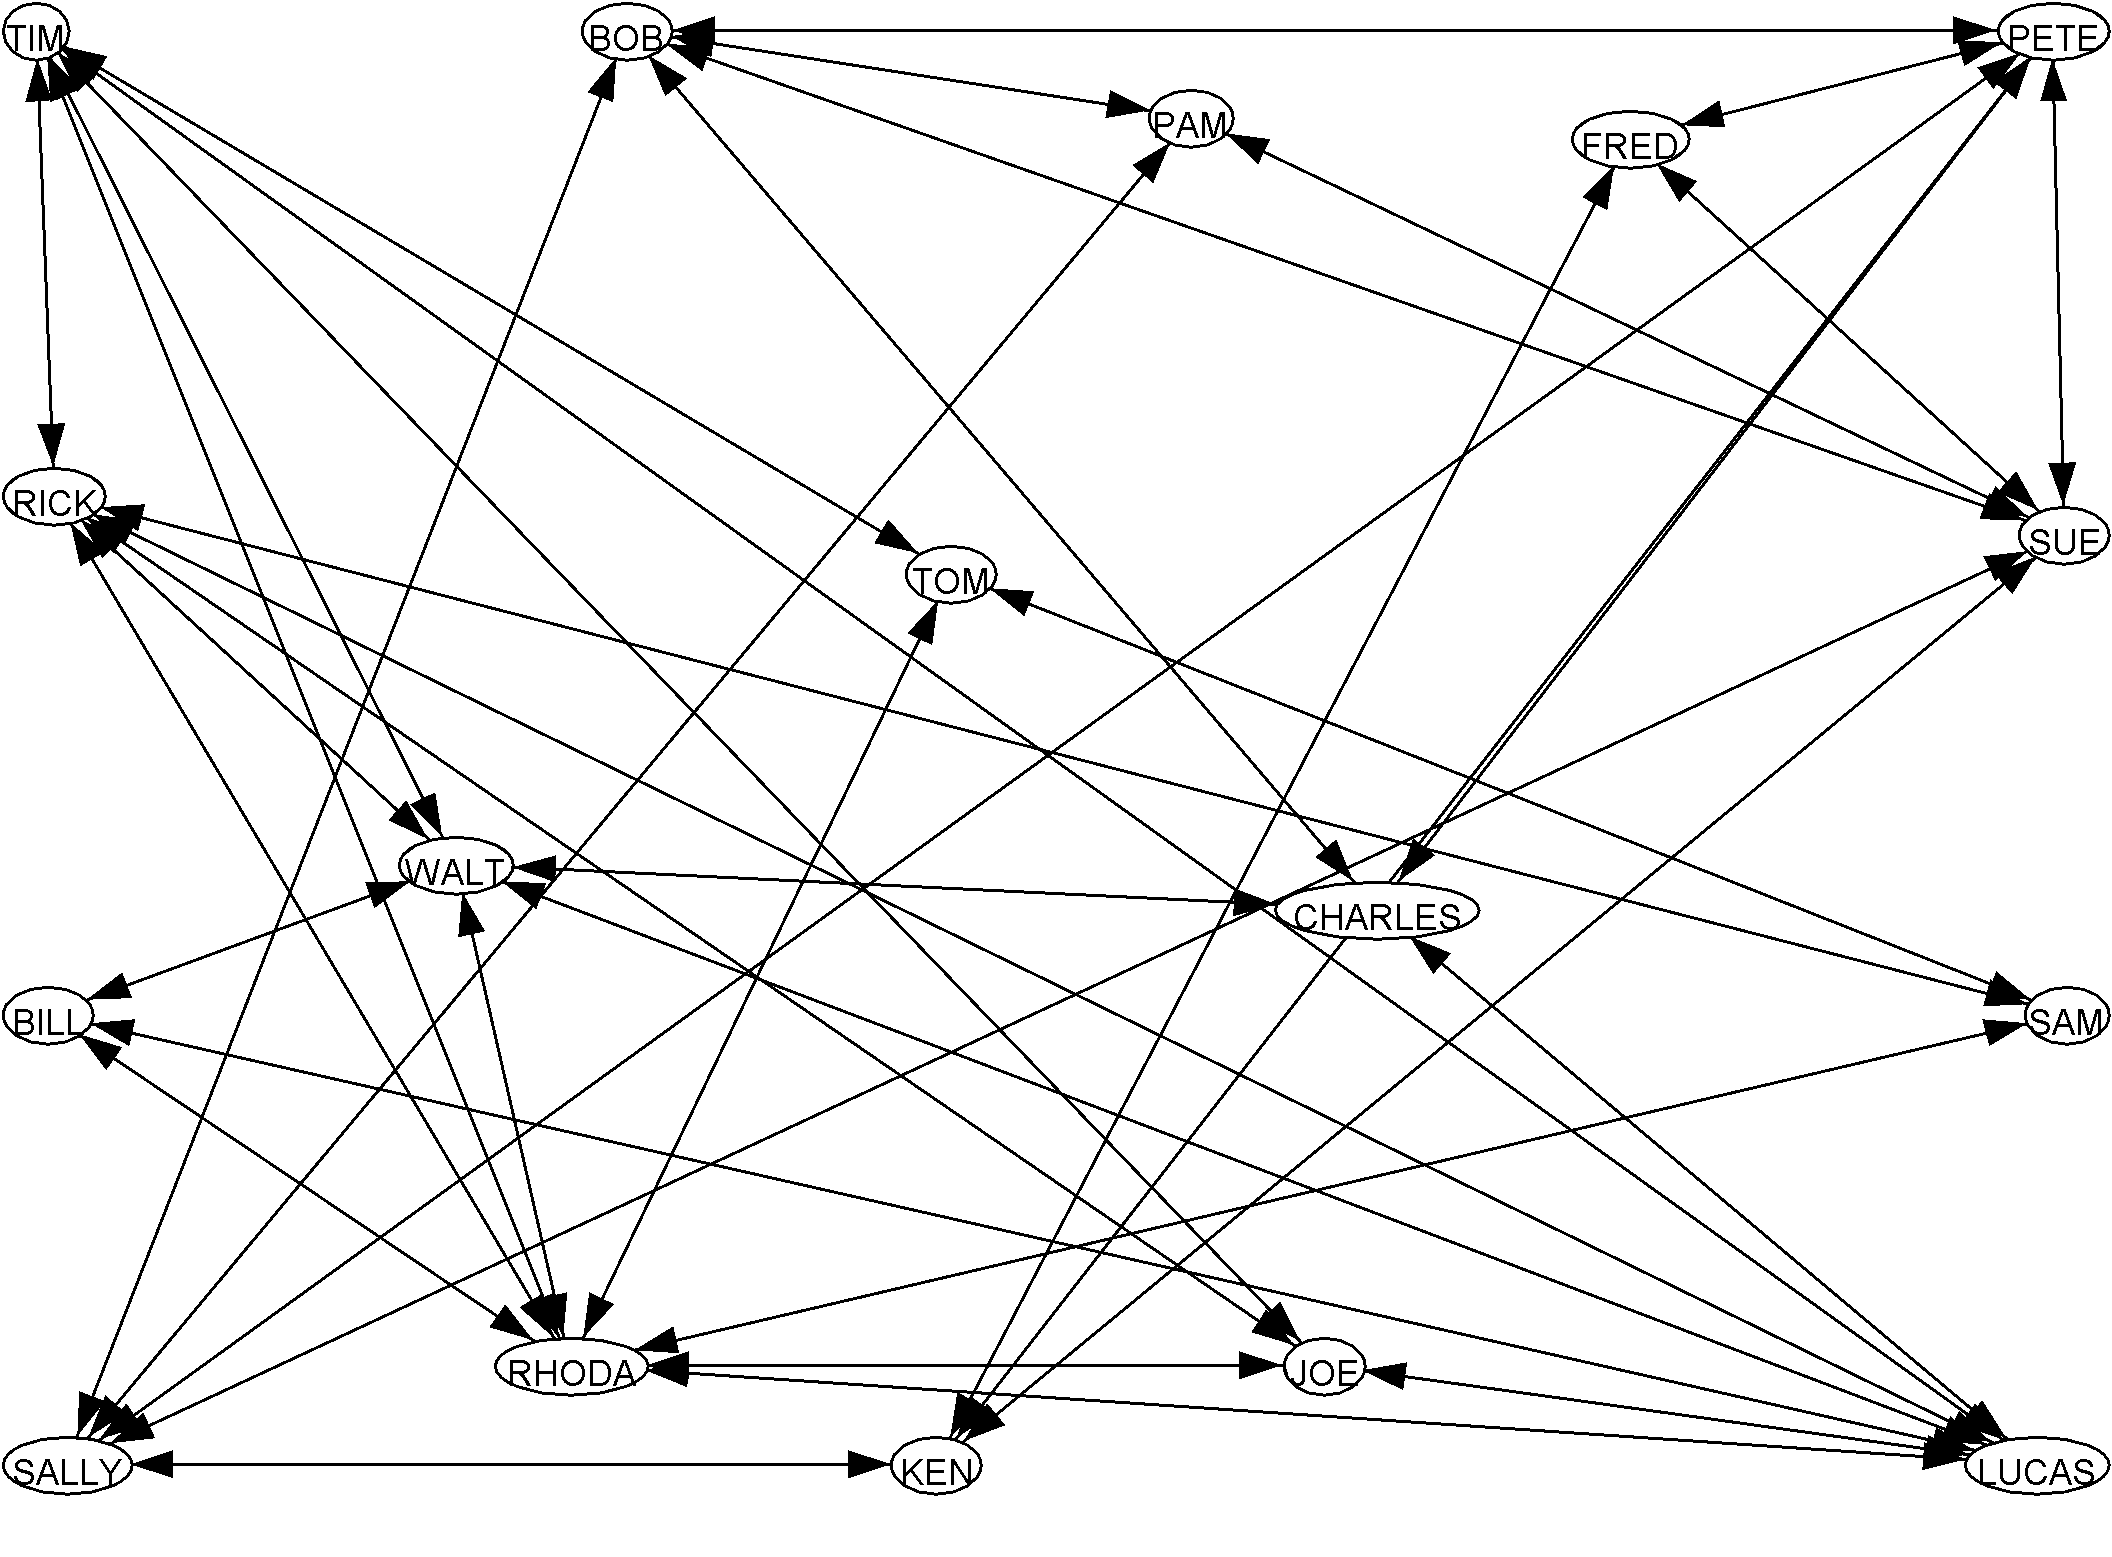 TIM
BOB
PETE
PAM
FRED
RICK
SUE
TOM
WALT
CHARLES
BILL
SAM
RHODA
JOE
SALLY
KEN
LUCAS